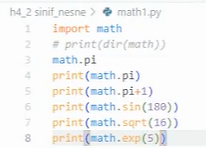 h4_2 sinif_nesne > math1.py
1 import math
2 # print(dir(math))
3 math.pi
4 print(math.pi)
5 print(math.pi+1)
6 print(math.sin(180))
7 print(math.sqrt(16))
8 print(math.exp(5))